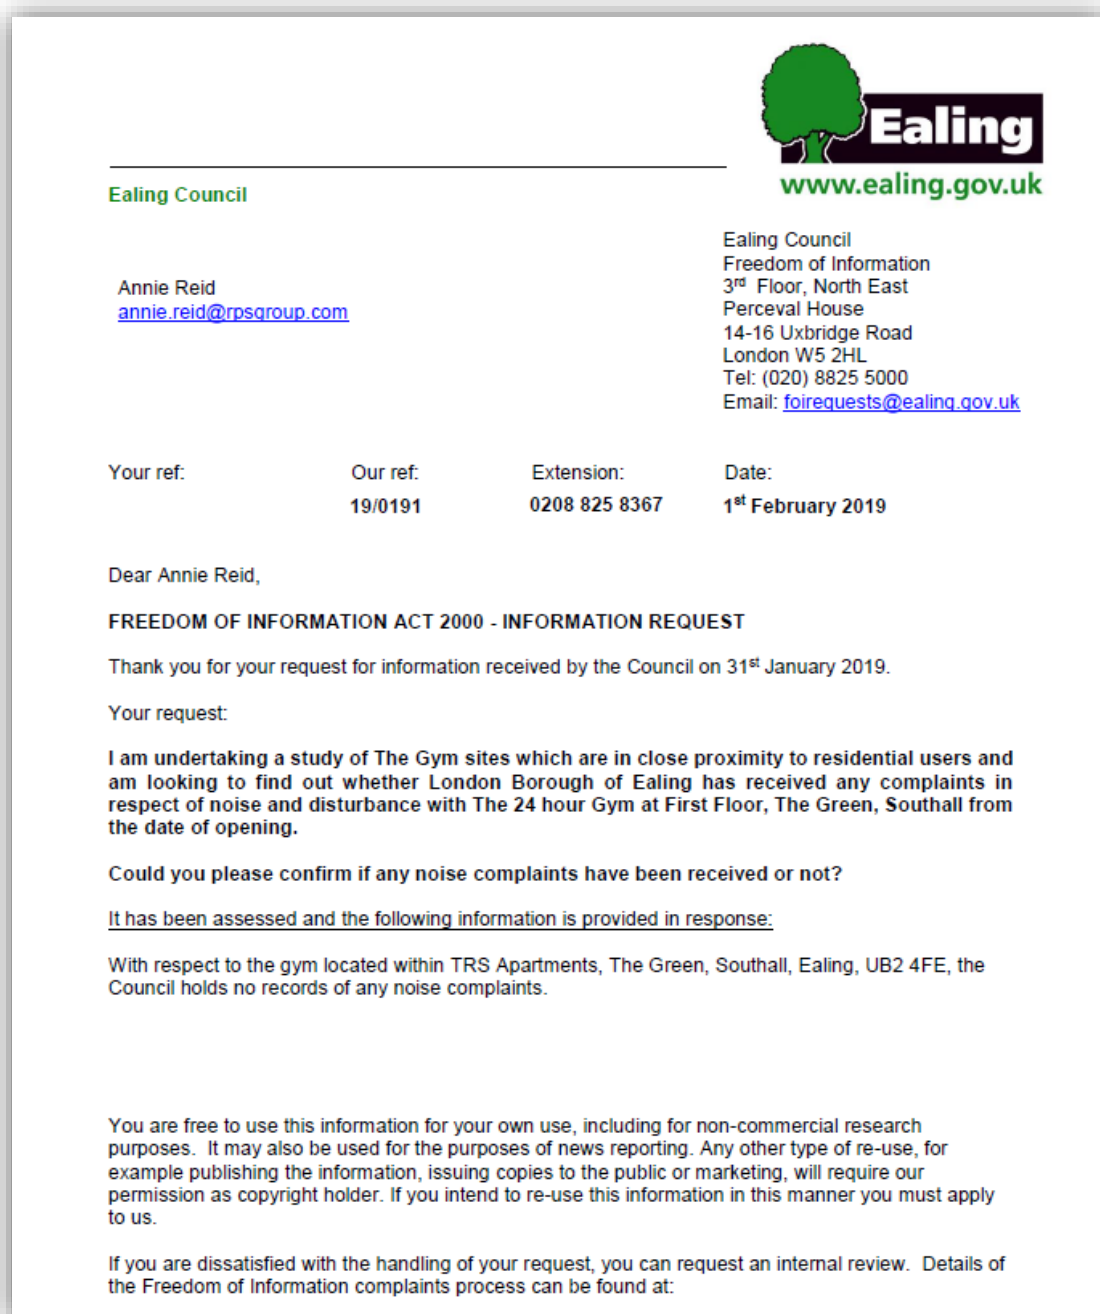 Ealing
www.ealing.gov.uk
Ealing Council
Ealing Council
Freedom of Information
3rd Floor, North East
Perceval House
14-16 Uxbridge Road
London W5 2HL
Tel: (020) 8825 5000
Email: foirequests@ealing.gov.uk
Annie Reid
annie.reid@rpsgroup.com
Your ref: Our ref: Extension: Date:
19/0191 0208 825 8367 1st February 2019
Dear Annie Reid,
FREEDOM OF INFORMATION ACT 2000 - INFORMATION REQUEST
Thank you for your request for information received by the Council on 31st January 2019.
Your request:
I am undertaking a study of The Gym sites which are in close proximity to residential users and
am looking to find out whether London Borough of Ealing has received any complaints in
respect of noise and disturbance with The 24 hour Gym at First Floor, The Green, Southall from
the date of opening.
Could you please confirm if any noise complaints have been received or not?
It has been assessed and the following information is provided in response:
With respect to the gym located within TRS Apartments, The Green, Southall, Ealing, UB2 4FE, the
Council holds no records of any noise complaints.
You are free to use this information for your own use, including for non-commercial research
purposes.  It may also be used for the purposes of news reporting. Any other type of re-use, for
example publishing the information, issuing copies to the public or marketing, will require our
permission as copyright holder. If you intend to re-use this information in this manner you must apply
to us.
If you are dissatisfied with the handling of your request, you can request an internal review.  Details of
the Freedom of Information complaints process can be found at: